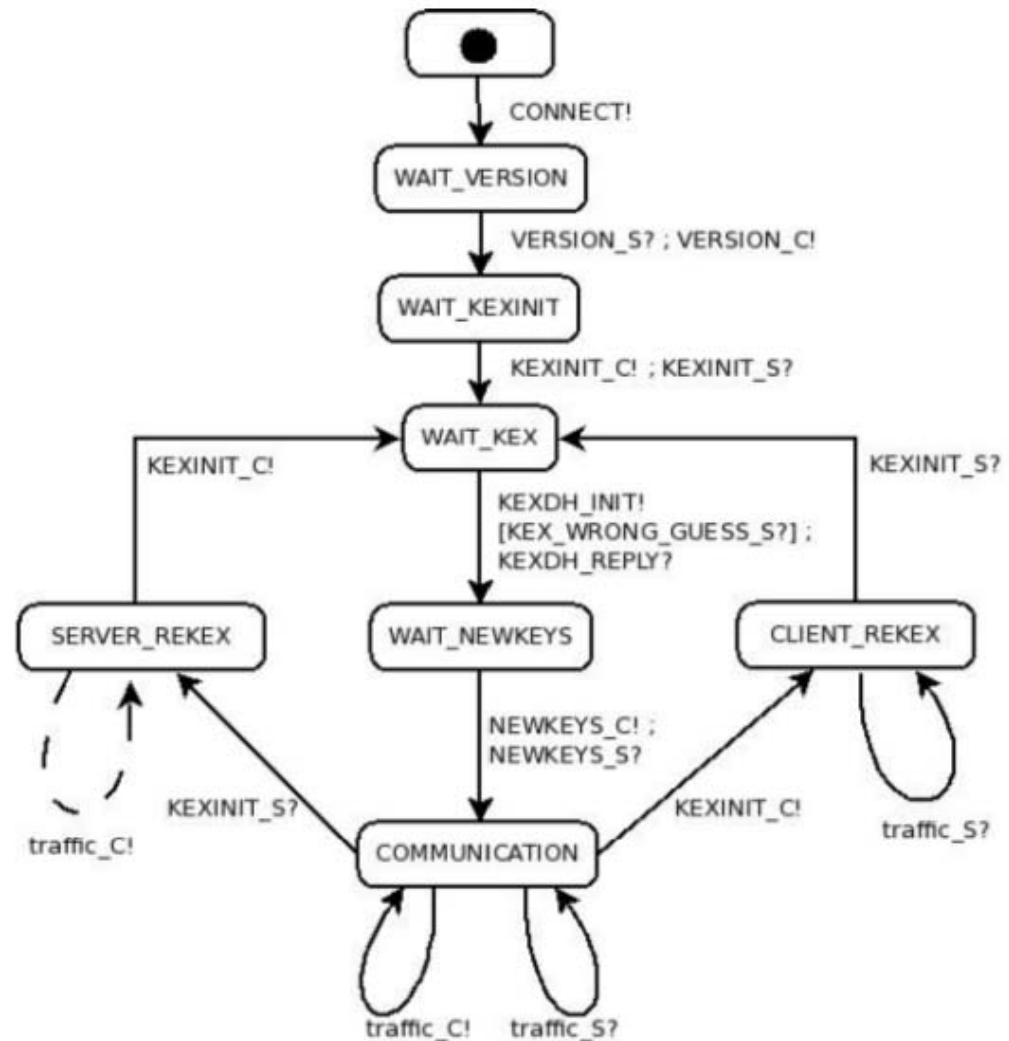 CONNECT!
WAIT_VERSION
VERSION_S? ; VERSION_C!
WAIT_KEXINIT
KEXINIT_C! ; KEXINIT_S?
WAIT_KEX
KEXINIT_C!
KEXINIT_S?
KEXDH_INIT!
[KEX_WRONG_GUESS_S?] ;
KEXDH_REPLY?
SERVER_REKEX
WAIT_NEWKEYS
CLIENT_REKEX
NEWKEYS_C! ;
NEWKEYS_S?
KEXINIT_S?
KEXINIT_C!
traffic_C!
traffic_S?
COMMUNICATION
traffic_C!
traffic_S?